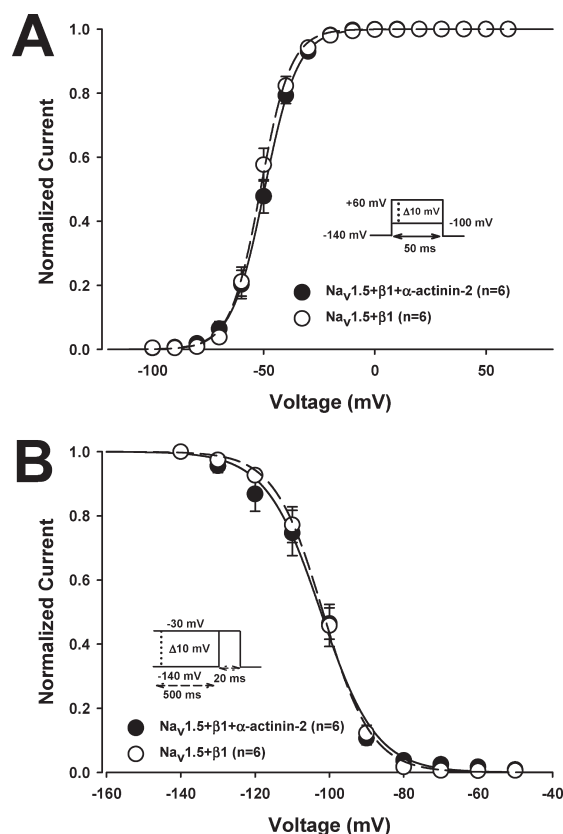 A
Normalized Current
1.0
0.8
0.6
0.4
0.2
0.0
+60 mV
Δ10 mV
-100 mV
-140 mV
50 ms
NaV1.5+β1+α-actinin-2 (n=6)
NaV1.5+β1 (n=6)
-100 -50 0 50
Voltage (mV)
B
Normalized Current
1.0
0.8
0.6
0.4
0.2
0.0
-30 mV
Δ10 mV
-140 mV
20 ms
500 ms
NaV1.5+β1+α-actinin-2 (n=6)
NaV1.5+β1 (n=6)
-160 -140 -120 -100 -80 -60 -40
Voltage (mV)